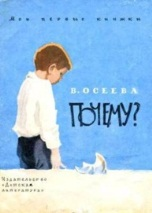 Мои первые книжки
В. ОСЕЕВА
ПОЧЕМУ?
Издательство
«Детская
литература»